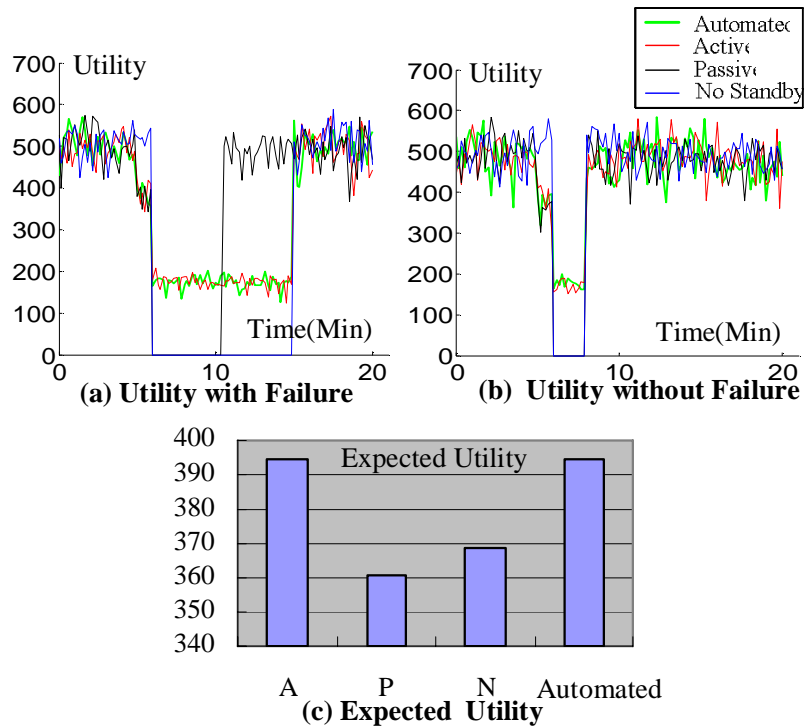 Automated
Active
Passive
No Standby
700
600
500
400
300
200
100
0
Utility
Time(Min)
0
10
20
(a) Utility with Failure
700
600
500
400
300
200
100
0
Utility
Time(Min)
0
10
20
(b) Utility without Failure
400
390
380
370
360
350
340
Expected Utility
A
P
N
Automated
(c) Expected Utility